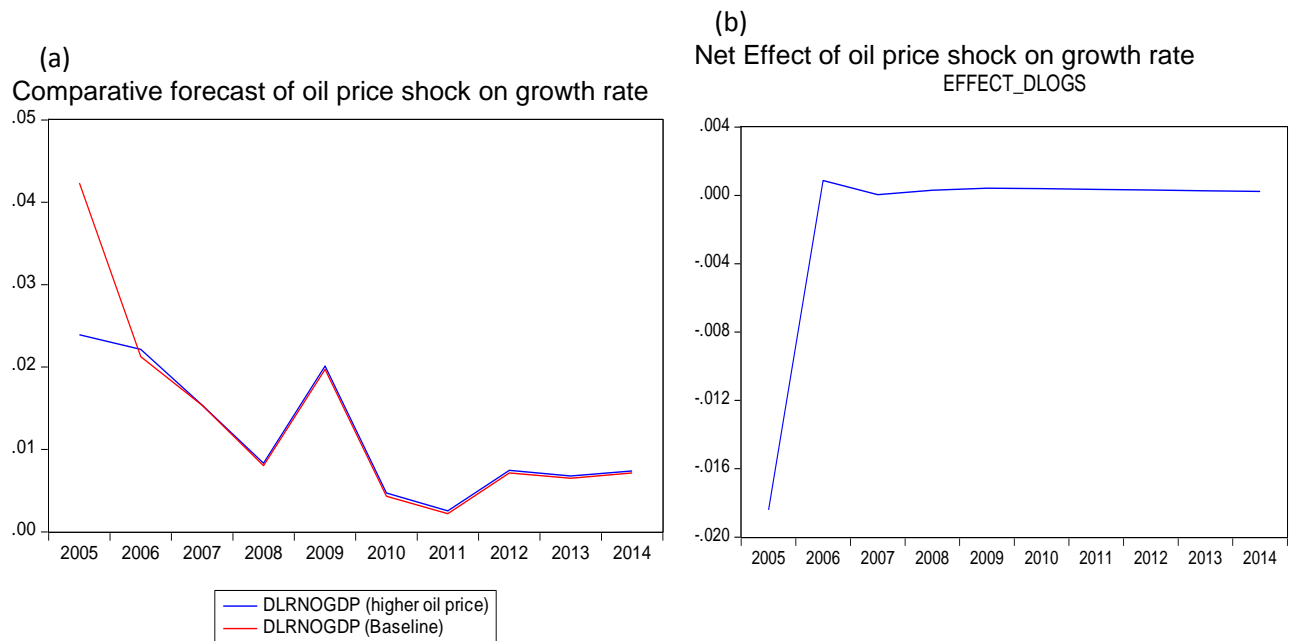 (a)
Comparative forecast of oil price shock on growth rate
.05
.04
.03
.02
.01
.00
2005 2006 2007 2008 2009 2010 2011 2012 2013 2014
DLRNOGDP (higher oil price)
DLRNOGDP (Baseline)
(b)
Net Effect of oil price shock on growth rate
EFFECT_DLOGS
.004
.000
-.004
-.008
-.012
-.016
-.020
2005 2006 2007 2008 2009 2010 2011 2012 2013 2014